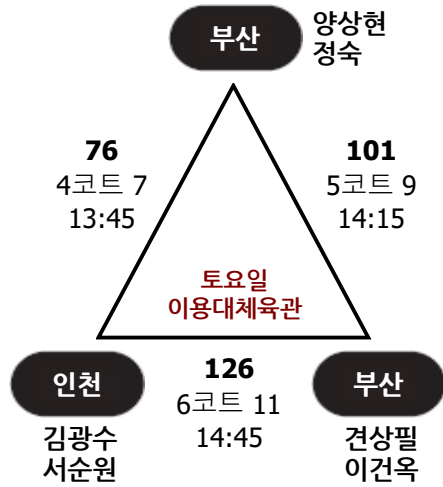 부산
양상현
정숙
76
4코트 7
13:45
101
5코트 9
14:15
토요일
이용대체육관
인천
김광수
서순원
126
6코트 11
14:45
부산
견상필
이건옥